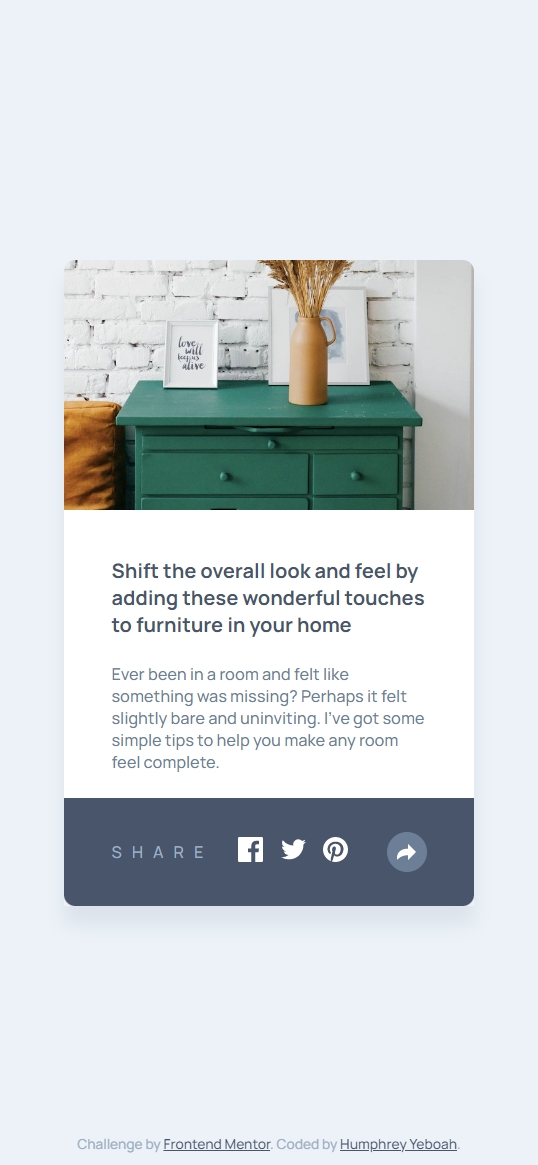 love
will
keep us
alive
Shift the overall look and feel by
adding these wonderful touches
to furniture in your home
Ever been in a room and felt like
something was missing? Perhaps it felt
slightly bare and uninviting. I've got some
simple tips to help you make any room
feel complete.
SHARE
Challenge by Frontend Mentor. Coded by Humphrey Yeboah.